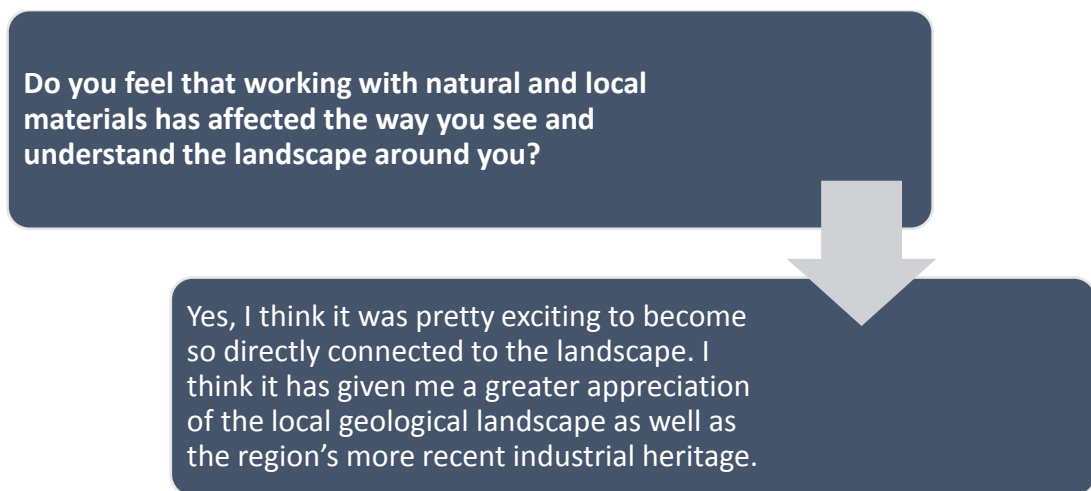 Do you feel that working with natural and local
materials has affected the way you see and
understand the landscape around you?
Yes, I think it was pretty exciting to become
so directly connected to the landscape. I
think it has given me a greater appreciation
of the local geological landscape as well as
the region’s more recent industrial heritage.